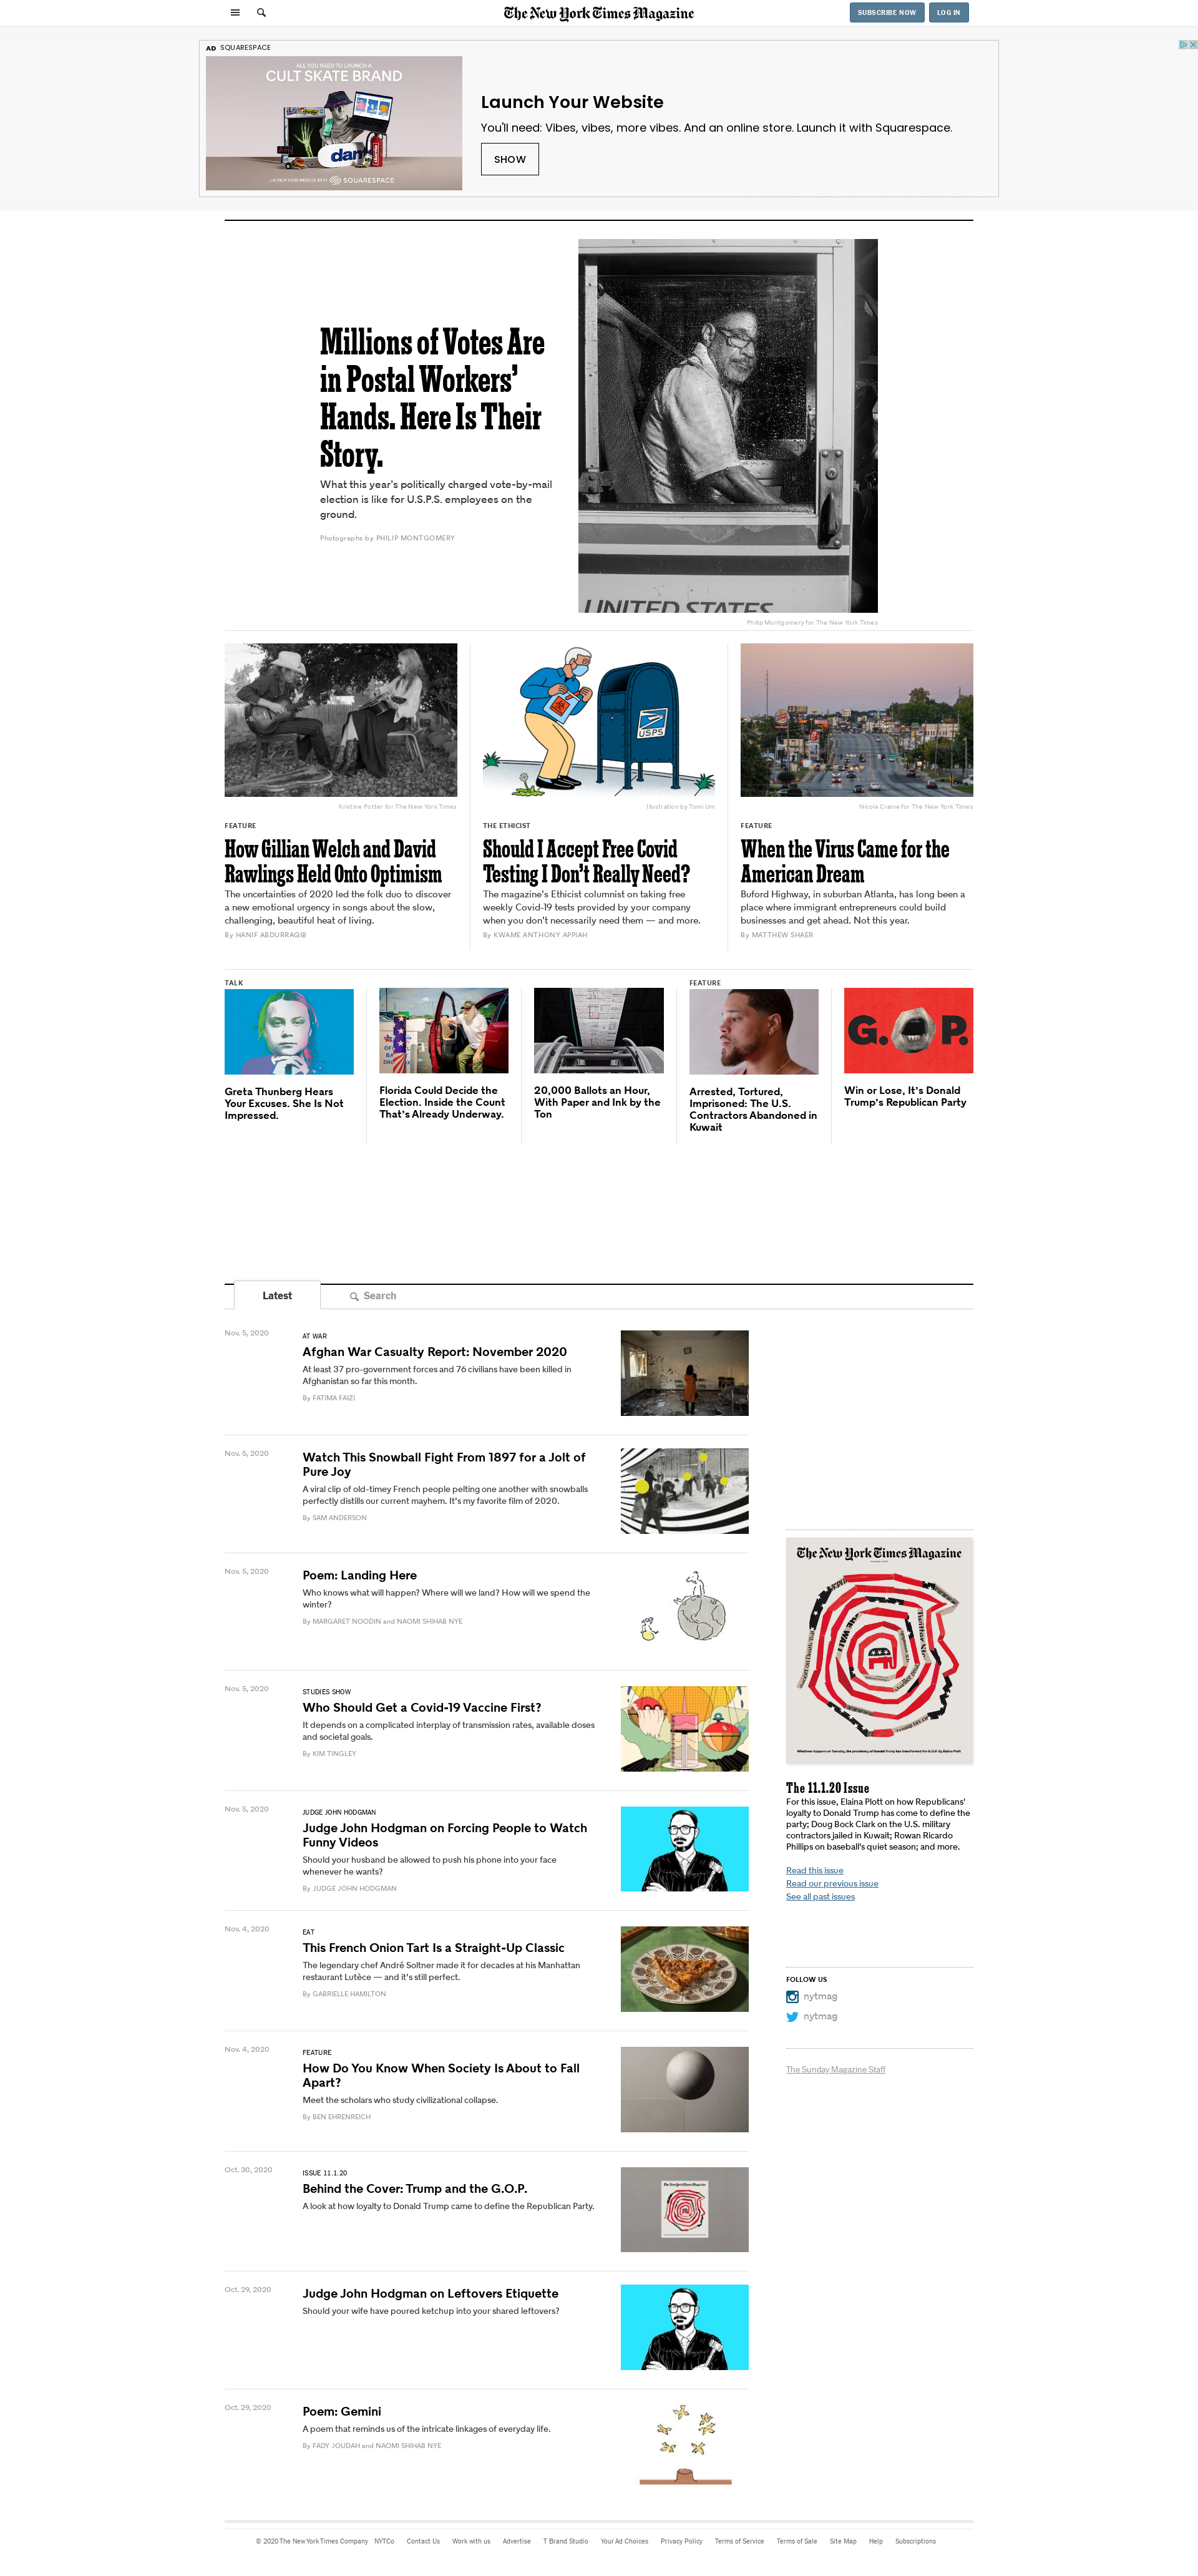 The New York Times Magazine
SUBSCRIBE NOW
LOG IN
AD SQUARESPACE
ALL YOU NEED TO LAUNCH A
CULT SKATE BRAND
dank
SQUARESPACE
Launch Your Website
You'll need: Vibes, vibes, more vibes. And an online store. Launch it with Squarespace.
SHOW
Millions of Votes Are
in Postal Workers'
Hands. Here Is Their
Story.
What this year's politically charged vote-by-mail
election is like for U.S.P.S. employees on the
ground.
Photographs by PHILIP MONTGOMERY
UNITED STATES
Philip Montgomery for The New York Times
USPS
Kristine Potter for The New York Times
FEATURE
How Gillian Welch and David
Rawlings Held Onto Optimism
The uncertainties of 2020 led the folk duo to discover
a new emotional urgency in songs about the slow,
challenging, beautiful heat of living.
By HANIF ABDURRAQIB
Illustration by Tomi Um
THE ETHICIST
Should I Accept Free Covid
Testing I Don't Really Need?
The magazine's Ethicist columnist on taking free
weekly Covid-19 tests provided by your company
when you don't necessarily need them — and more.
By KWAME ANTHONY APPIAH
Nicole Craine for The New York Times
FEATURE
When the Virus Came for the
American Dream
Buford Highway, in suburban Atlanta, has long been a
place where immigrant entrepreneurs could build
businesses and get ahead. Not this year.
By MATTHEW SHAER
TALK
Greta Thunberg Hears
Your Excuses. She Is Not
Impressed.
Florida Could Decide the
Election. Inside the Count
That's Already Underway.
20,000 Ballots an Hour,
With Paper and Ink by the
Ton
FEATURE
Arrested, Tortured,
Imprisoned: The U.S.
Contractors Abandoned in
Kuwait
G.O.P.
Win or Lose, It's Donald
Trump's Republican Party
Latest
Search
Nov. 5, 2020
AT WAR
Afghan War Casualty Report: November 2020
At least 37 pro-government forces and 76 civilians have been killed in
Afghanistan so far this month.
By FATIMA FAIZI
Nov. 5, 2020
Watch This Snowball Fight From 1897 for a Jolt of
Pure Joy
A viral clip of old-timey French people pelting one another with snowballs
perfectly distills our current mayhem. It's my favorite film of 2020.
By SAM ANDERSON
Nov. 5, 2020
Poem: Landing Here
Who knows what will happen? Where will we land? How will we spend the
winter?
By MARGARET NOODIN and NAOMI SHIHAB NYE
Nov. 5, 2020
STUDIES SHOW
Who Should Get a Covid-19 Vaccine First?
It depends on a complicated interplay of transmission rates, available doses
and societal goals.
By KIM TINGLEY
Nov. 5, 2020
JUDGE JOHN HODGMAN
Judge John Hodgman on Forcing People to Watch
Funny Videos
Should your husband be allowed to push his phone into your face
whenever he wants?
By JUDGE JOHN HODGMAN
Nov. 4, 2020
EAT
This French Onion Tart Is a Straight-Up Classic
The legendary chef André Soltner made it for decades at his Manhattan
restaurant Lutèce — and it's still perfect.
By GABRIELLE HAMILTON
Nov. 4, 2020
FEATURE
How Do You Know When Society Is About to Fall
Apart?
Meet the scholars who study civilizational collapse.
By BEN EHRENREICH
Oct. 30, 2020
ISSUE 11.1.20
Behind the Cover: Trump and the G.O.P.
A look at how loyalty to Donald Trump came to define the Republican Party.
Oct. 29, 2020
Judge John Hodgman on Leftovers Etiquette
Should your wife have poured ketchup into your shared leftovers?
Oct. 29, 2020
Poem: Gemini
A poem that reminds us of the intricate linkages of everyday life.
By FADY JOUDAH and NAOMI SHIHAB NYE
The New York Times Magazine
Whatever happens on Tuesday, the presidency of Donald Trump has transformed the G.O.P. By Elaina Plott
The 11.1.20 Issue
For this issue, Elaina Plott on how Republicans'
loyalty to Donald Trump has come to define the
party; Doug Bock Clark on the U.S. military
contractors jailed in Kuwait; Rowan Ricardo
Phillips on baseball's quiet season; and more.
Read this issue
Read our previous issue
See all past issues
FOLLOW US
nytmag
nytmag
The Sunday Magazine Staff
© 2020 The New York Times Company NYTCo Contact Us Work with us Advertise T Brand Studio Your Ad Choices Privacy Policy Terms of Service Terms of Sale Site Map Help Subscriptions